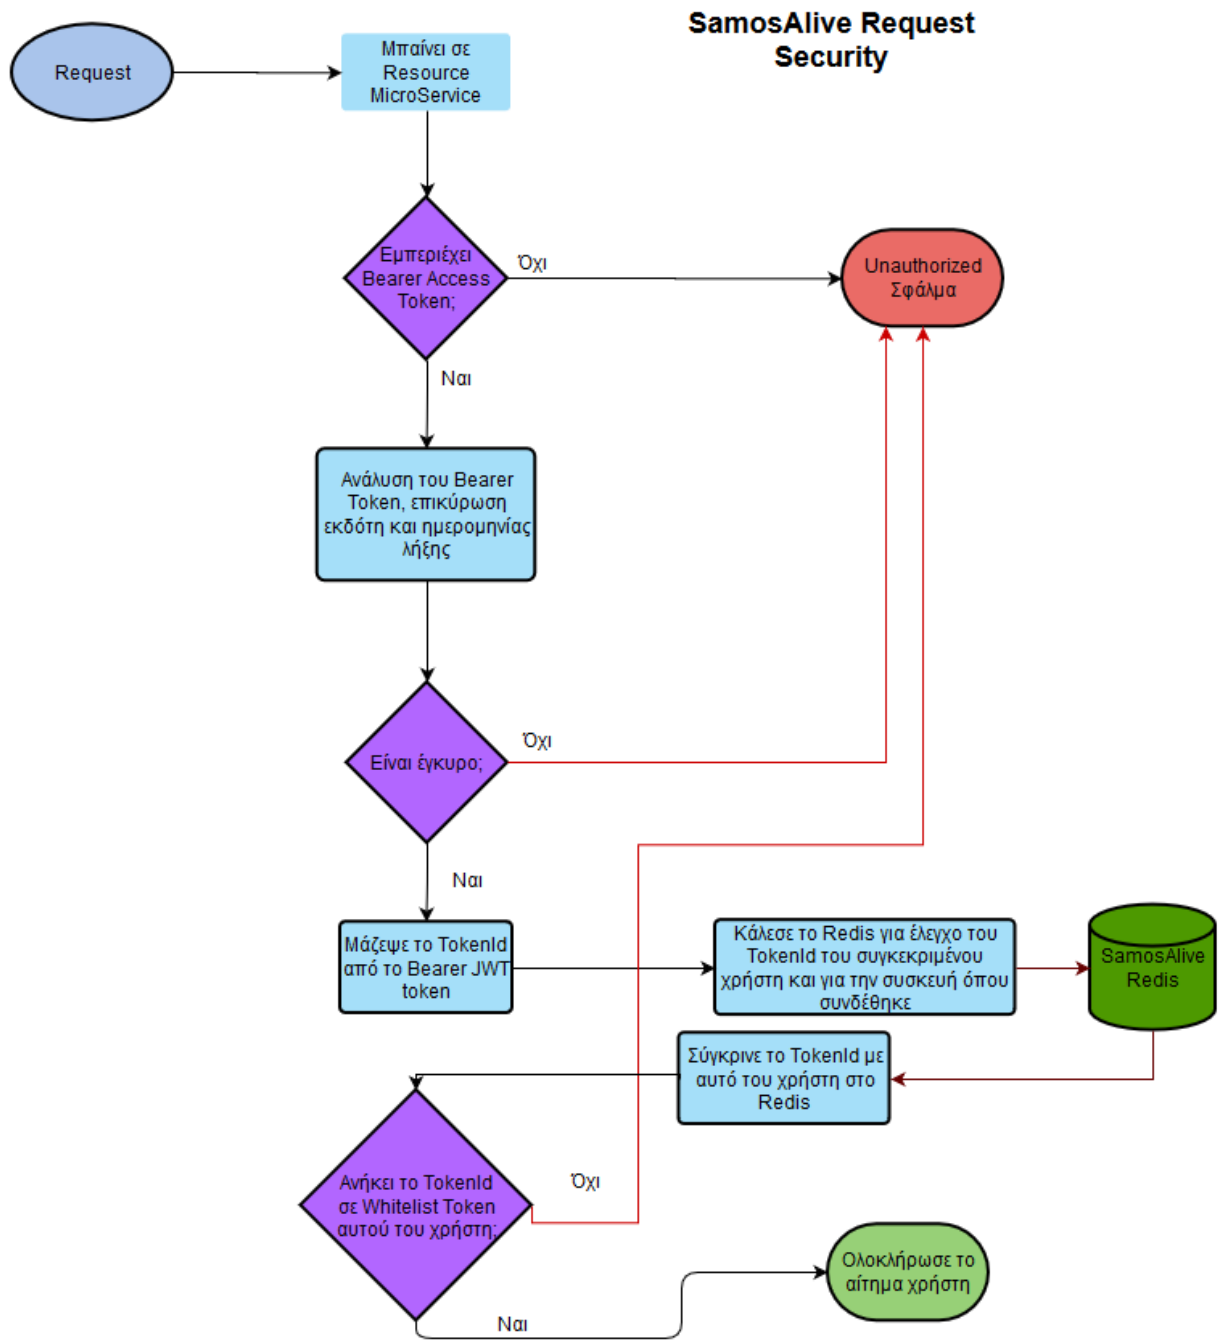 SamosAlive Request
Security
Request
Μπαίνει σε
Resource
MicroService
Εμπεριέχει
Bearer Access
Token;
Όχι
Unauthorized
Σφάλμα
Ναι
Ανάλυση του Bearer
Token, επικύρωση
εκδότη και ημερομηνίας
λήξης
Είναι έγκυρο;
Όχι
Ναι
Μάζεψε το TokenId
από το Bearer JWT
token
Κάλεσε το Redis για έλεγχο του
TokenId του συγκεκριμένου
χρήστη και για την συσκευή όπου
συνδέθηκε
SamosAlive
Redis
Σύγκρινε το TokenId με
αυτό του χρήστη στο
Redis
Ανήκει το TokenId
σε Whitelist Token
αυτού του χρήστη;
Όχι
Ναι
Ολοκλήρωσε το
αίτημα χρήστη